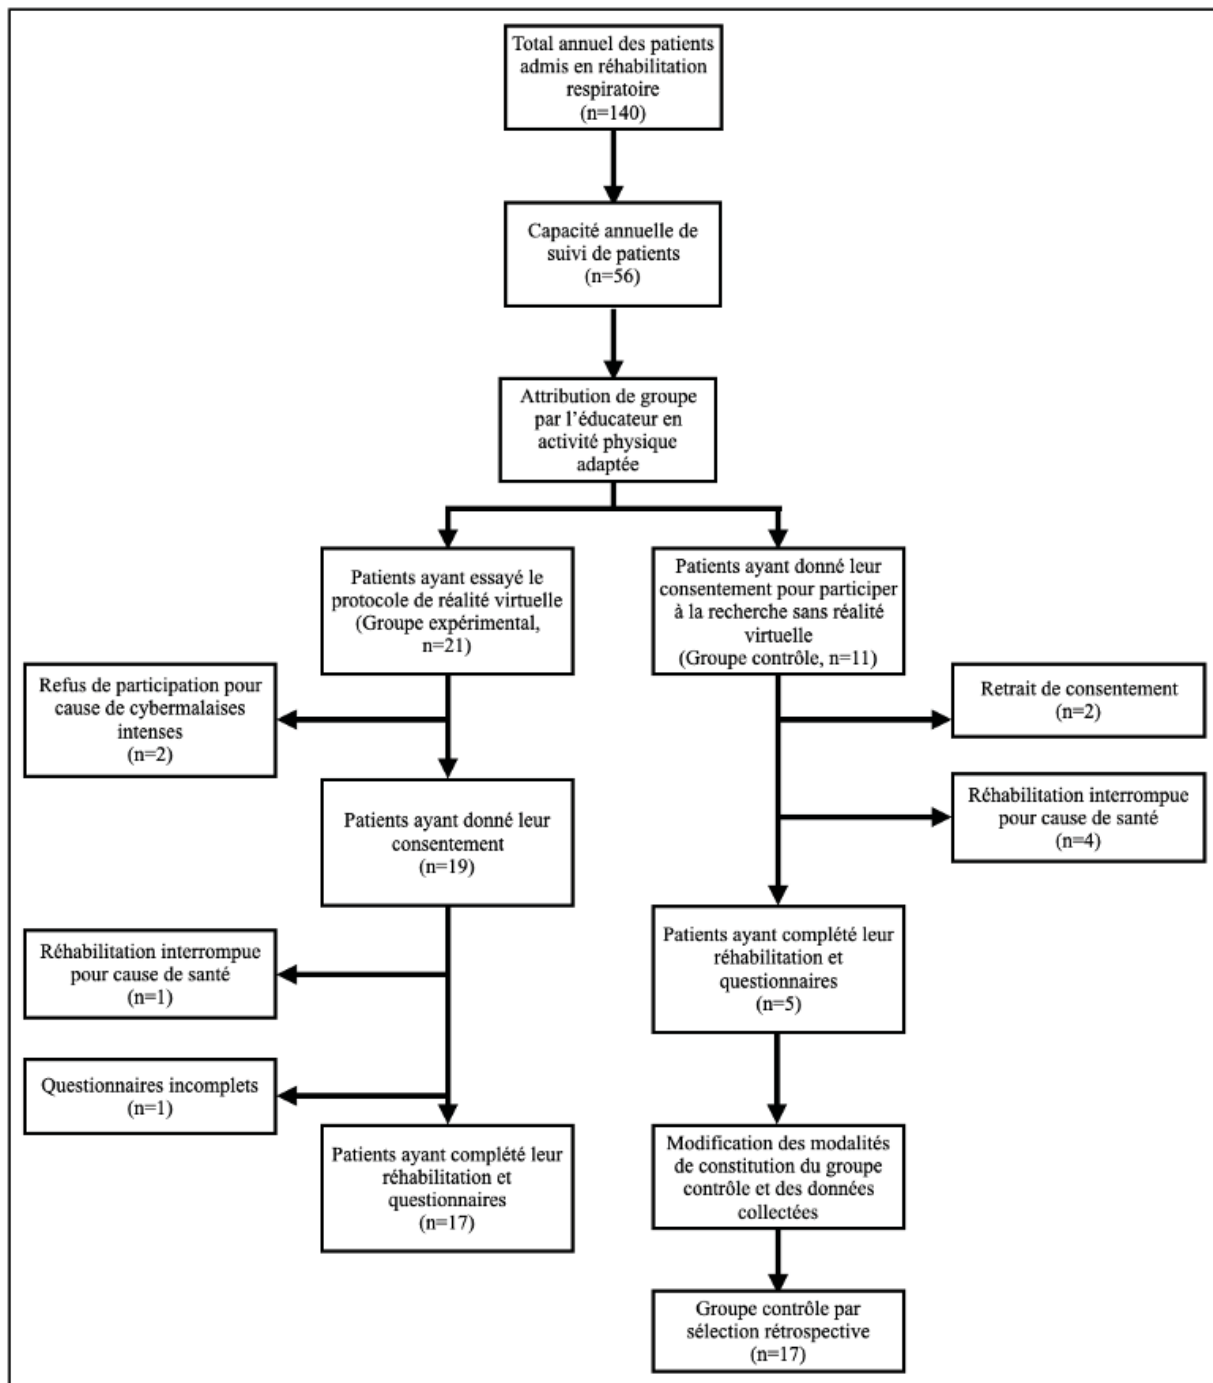 Total annuel des patients
admis en réhabilitation
respiratoire
(n=140)
Capacité annuelle de
suivi de patients
(n=56)
Attribution de groupe
par l'éducateur en
activité physique
adaptée
Patients ayant essayé le
protocole de réalité virtuelle
(Groupe expérimental,
n=21)
Patients ayant donné leur
consentement pour participer
à la recherche sans réalité
virtuelle
(Groupe contrôle, n=11)
Refus de participation pour
cause de cybermalaises
intenses
(n=2)
Retrait de consentement
(n=2)
Réhabilitation interrompue
pour cause de santé
(n=4)
Patients ayant donné leur
consentement
(n=19)
Réhabilitation interrompue
pour cause de santé
(n=1)
Patients ayant complété leur
réhabilitation et
questionnaires
(n=5)
Questionnaires incomplets
(n=1)
Patients ayant complété leur
réhabilitation et
questionnaires
(n=17)
Modification des modalités
de constitution du groupe
contrôle et des données
collectées
Groupe contrôle par
sélection rétrospective
(n=17)